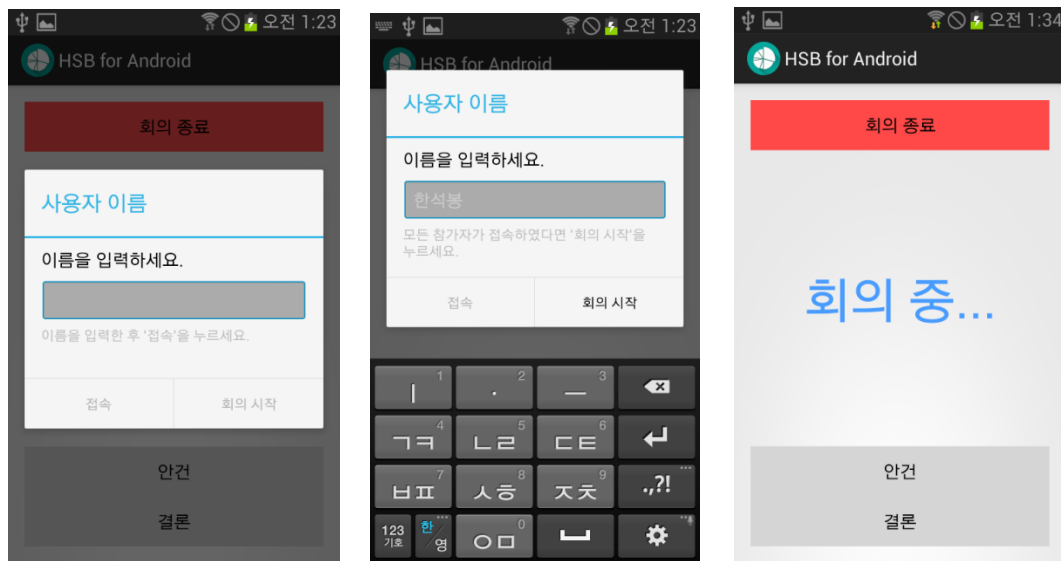 오전 1:23
HSB for Android
회의 종료
사용자 이름
이름을 입력하세요.
이름을 입력한 후 '접속'을 누르세요.
접속
회의 시작
안건
결론
오전 1:23
HSB for Android
사용자 이름
이름을 입력하세요.
한석봉
모든 참가자가 접속하였다면 '회의 시작'을
누르세요.
접속
회의 시작
ㅣ 1
· 2
ㅡ 3
ㄱㅋ 4
ㄴㄹ 5
ㄷㅌ 6
ㅂㅍ 7
ㅅㅎ 8
ㅈㅊ 9
.,?!
123
기호
한/영
ㅇㅁ 0
오전 1:34
HSB for Android
회의 종료
회의 중...
안건
결론